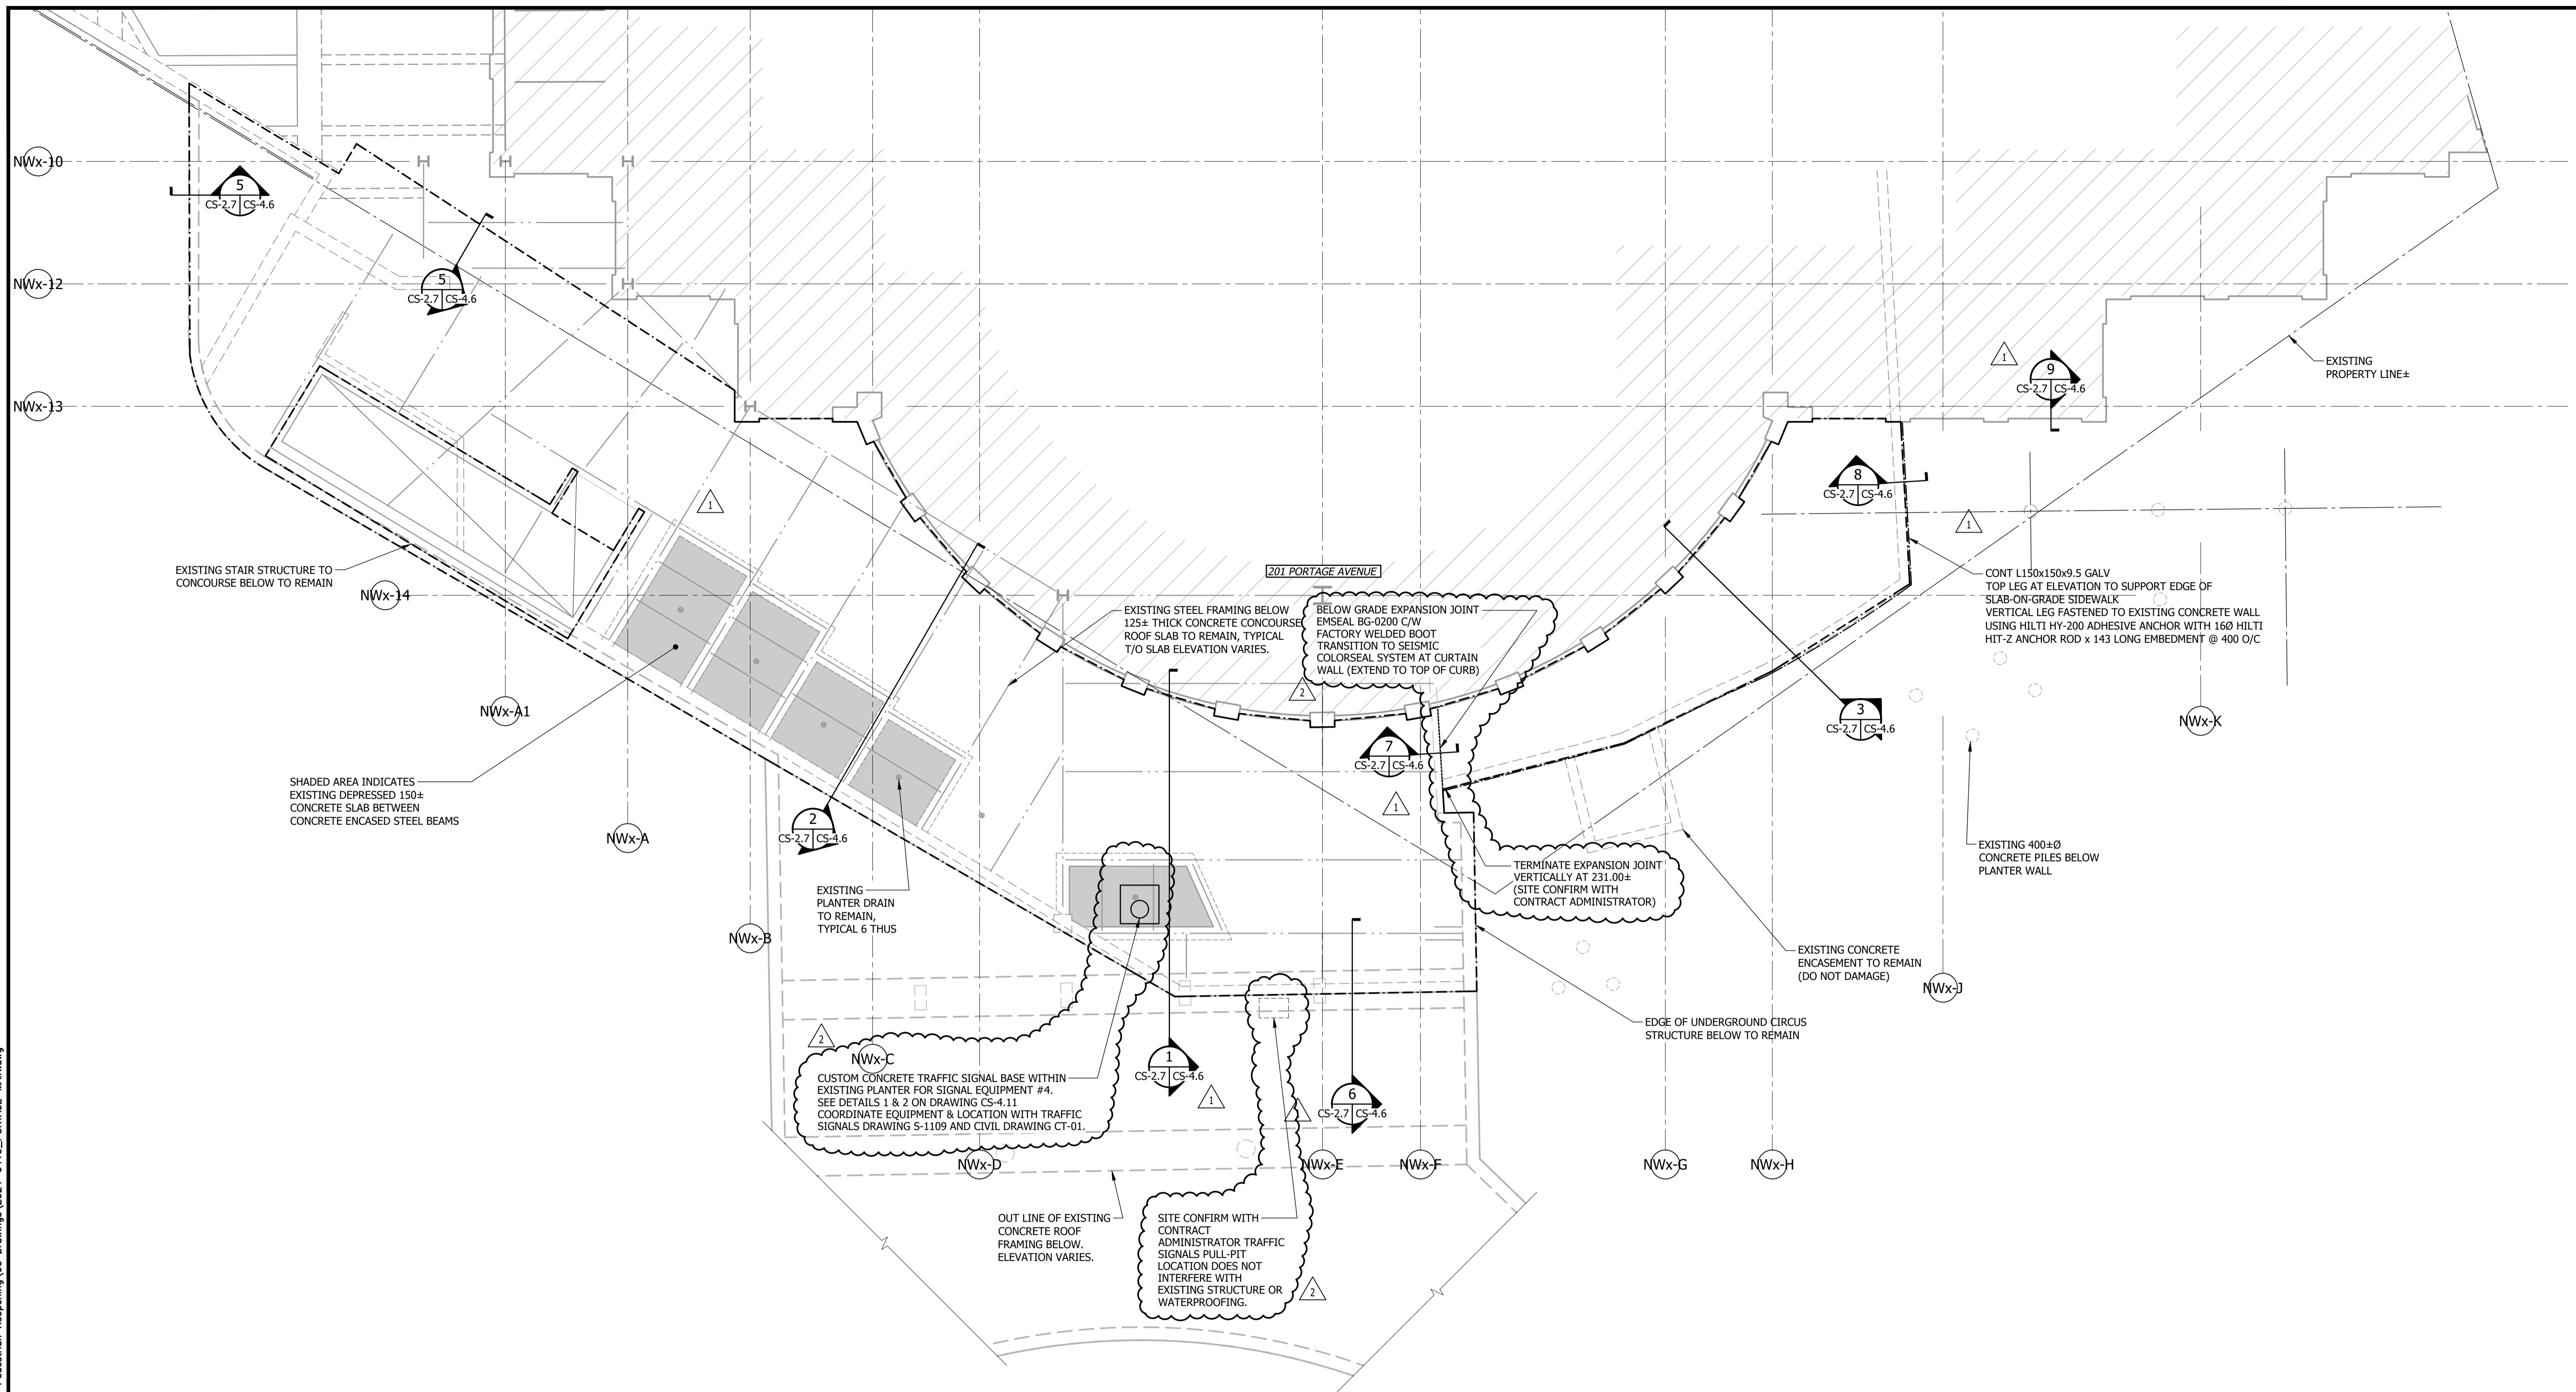 NWx-10
5
CS-2.7 CS-4.6
NWx-12
5
CS-2.7 CS-4.6
NWx-13
1
9
CS-2.7 CS-4.6
EXISTING
PROPERTY LINE±
8
CS-2.7 CS-4.6
1
1
EXISTING STAIR STRUCTURE TO
CONCOURSE BELOW TO REMAIN
NWx-14
201 PORTAGE AVENUE
EXISTING STEEL FRAMING BELOW
125± THICK CONCRETE CONCOURSE
ROOF SLAB TO REMAIN, TYPICAL
T/O SLAB ELEVATION VARIES.
BELOW GRADE EXPANSION JOINT
EMSEAL BG-0200 C/W
FACTORY WELDED BOOT
TRANSITION TO SEISMIC
COLORSEAL SYSTEM AT CURTAIN
WALL (EXTEND TO TOP OF CURB)
2
CONT L150x150x9.5 GALV
TOP LEG AT ELEVATION TO SUPPORT EDGE OF
SLAB-ON-GRADE SIDEWALK
VERTICAL LEG FASTENED TO EXISTING CONCRETE WALL
USING HILTI HY-200 ADHESIVE ANCHOR WITH 16Ø HILTI
HIT-Z ANCHOR ROD x 143 LONG EMBEDMENT @ 400 O/C
NWx-A1
3
CS-2.7 CS-4.6
NWx-K
7
CS-2.7 CS-4.6
1
SHADED AREA INDICATES
EXISTING DEPRESSED 150±
CONCRETE SLAB BETWEEN
CONCRETE ENCASED STEEL BEAMS
NWx-A
2
CS-2.7 CS-4.6
EXISTING
PLANTER DRAIN
TO REMAIN,
TYPICAL 6 THUS
TERMINATE EXPANSION JOINT
VERTICALLY AT 231.00±
(SITE CONFIRM WITH
CONTRACT ADMINISTRATOR)
EXISTING 400±Ø
CONCRETE PILES BELOW
PLANTER WALL
NWx-B
EXISTING CONCRETE
ENCASEMENT TO REMAIN
(DO NOT DAMAGE)
NWx-J
EDGE OF UNDERGROUND CIRCUS
STRUCTURE BELOW TO REMAIN
2
NWx-C
CUSTOM CONCRETE TRAFFIC SIGNAL BASE WITHIN
EXISTING PLANTER FOR SIGNAL EQUIPMENT #4.
SEE DETAILS 1 & 2 ON DRAWING CS-4.11
COORDINATE EQUIPMENT & LOCATION WITH TRAFFIC
SIGNALS DRAWING S-1109 AND CIVIL DRAWING CT-01.
1
CS-2.7 CS-4.6
1
6
CS-2.7 CS-4.6
NWx-D
NWx-E
NWx-F
NWx-G
NWx-H
OUT LINE OF EXISTING
CONCRETE ROOF
FRAMING BELOW.
ELEVATION VARIES.
SITE CONFIRM WITH
CONTRACT
ADMINISTRATOR TRAFFIC
SIGNALS PULL-PIT
LOCATION DOES NOT
INTERFERE WITH
EXISTING STRUCTURE OR
WATERPROOFING.
2